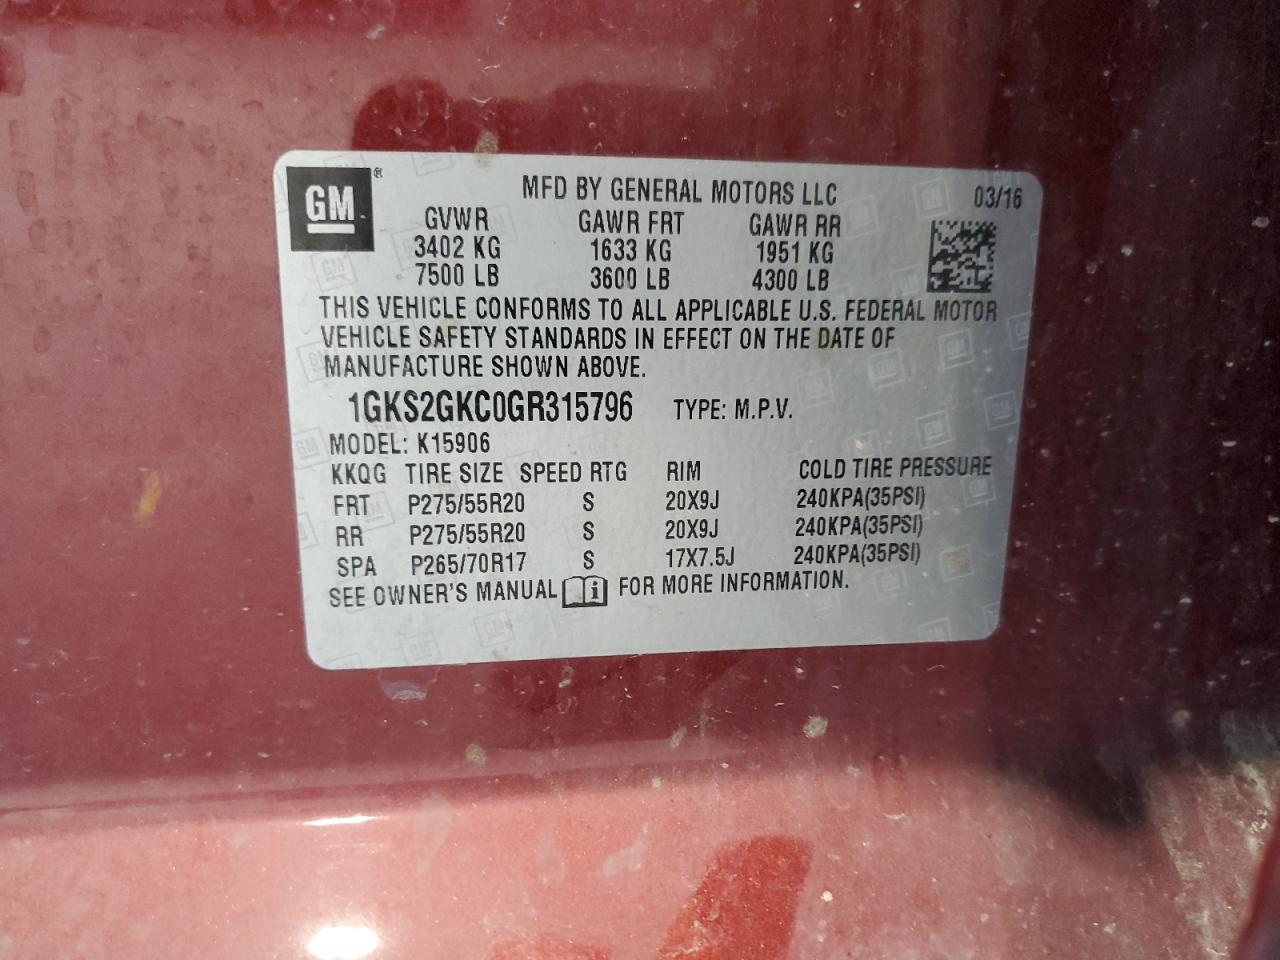 GM ®
MFD BY GENERAL MOTORS LLC 03/16
GVWR GAWR FRT GAWR RR
3402 KG 1633 KG 1951 KG
7500 LB 3600 LB 4300 LB
THIS VEHICLE CONFORMS TO ALL APPLICABLE U.S. FEDERAL MOTOR
VEHICLE SAFETY STANDARDS IN EFFECT ON THE DATE OF
MANUFACTURE SHOWN ABOVE.
1GKS2GKC0GR315796 TYPE: M.P.V.
MODEL: K15906
KKQG TIRE SIZE SPEED RTG RIM COLD TIRE PRESSURE
FRT P275/55R20 S 20X9J 240KPA(35PSI)
RR P275/55R20 S 20X9J 240KPA(35PSI)
SPA P265/70R17 S 17X7.5J 240KPA(35PSI)
SEE OWNER'S MANUAL i FOR MORE INFORMATION.